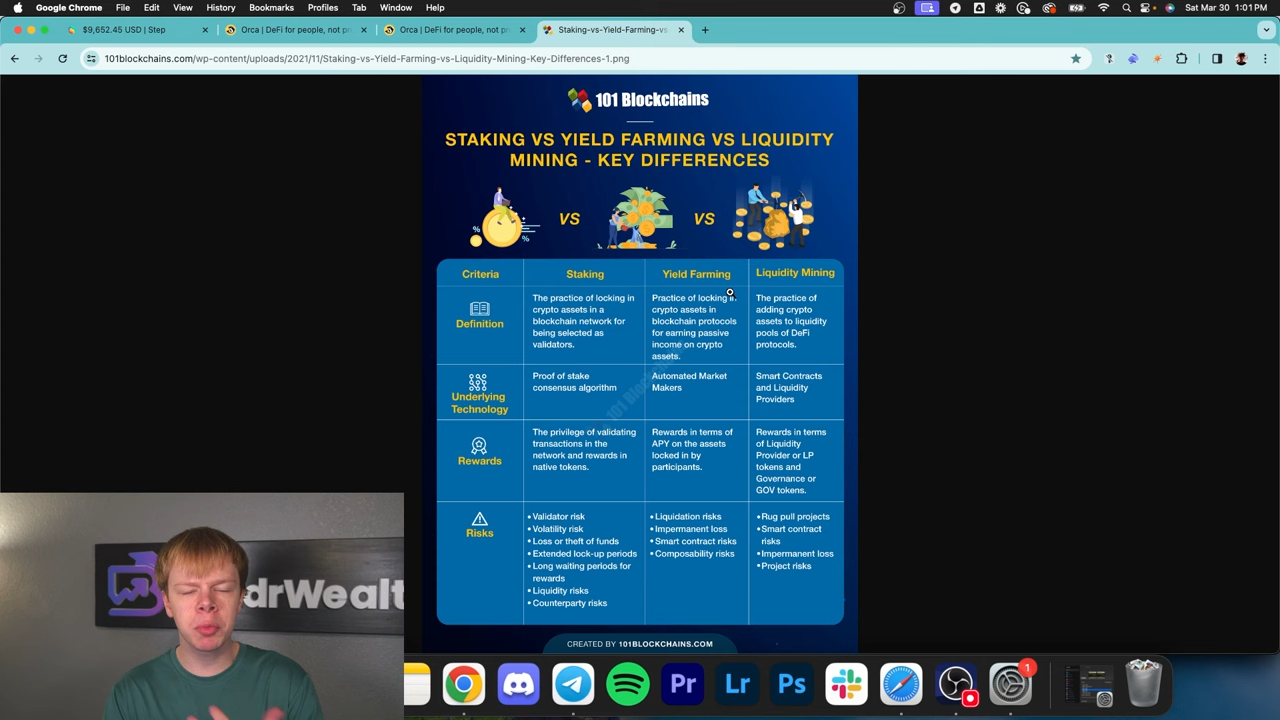 Google Chrome File Edit View History Bookmarks Profiles Tab Window Help Sat Mar 30 1:01 PM
$9,652.45 USD | Step
Orca | DeFi for people, not pr
Orca | DeFi for people, not pr
Staking-vs-Yield-Farming-vs
101blockchains.com/wp-content/uploads/2021/11/Staking-vs-Yield-Farming-vs-Liquidity-Mining-Key-Differences-1.png
101 Blockchains
STAKING VS YIELD FARMING VS LIQUIDITY
MINING - KEY DIFFERENCES
VS
VS
%
%
Criteria
Staking
Yield Farming
Liquidity Mining
Definition
The practice of locking in
crypto assets in a
blockchain network for
being selected as
validators.
Practice of locking in
crypto assets in
blockchain protocols
for earning passive
income on crypto
assets.
The practice of
adding crypto
assets to liquidity
pools of DeFi
protocols.
Underlying
Technology
Proof of stake
consensus algorithm
Automated Market
Makers
Smart Contracts
and Liquidity
Providers
Rewards
The privilege of validating
transactions in the
network and rewards in
native tokens.
Rewards in terms of
APY on the assets
locked in by
participants.
Rewards in terms
of Liquidity
Provider or LP
tokens and
Governance or
GOV tokens.
Risks
• Validator risk
• Volatility risk
• Loss or theft of funds
• Extended lock-up periods
• Long waiting periods for
rewards
• Liquidity risks
• Counterparty risks
• Liquidation risks
• Impermanent loss
• Smart contract risks
• Composability risks
• Rug pull projects
• Smart contract
risks
• Impermanent loss
• Project risks
CREATED BY 101BLOCKCHAINS.COM
drWealt
Pr
Lr
Ps
1